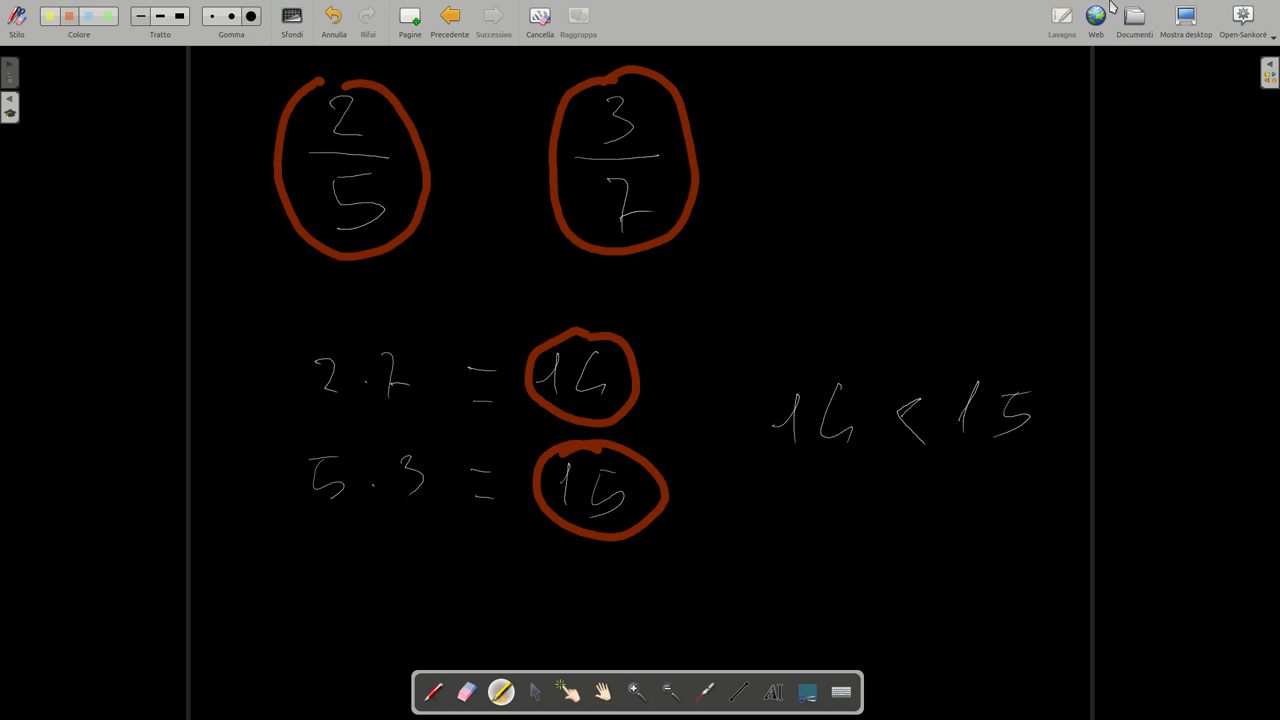 Stilo Colore Tratto Gomma Sfondi Annulla Rifai Pagine Precedente Successivo Cancella Raggruppa Lavagna Web Documenti Mostra desktop Open-Sankoré
2 3
5 7
2 . 7 = 14
14 < 15
5 . 3 = 15
AI